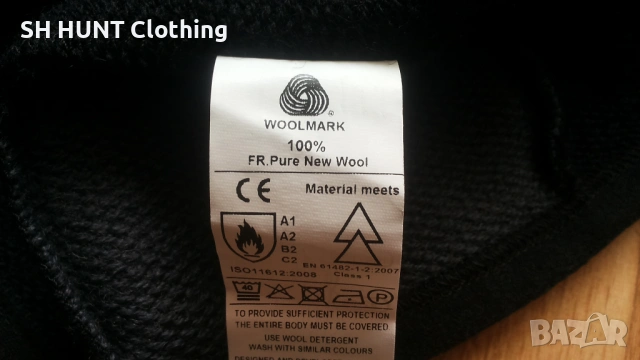 SH HUNT Clothing
WOOLMARK
100%
FR.Pure New Wool
CE Material meets
A1
A2
B2
C2
EN 61482-1-2:2007
ISO11612:2008 Class 1
40 P
TO PROVIDE SUFFICIENT PROTECTION
THE ENTIRE BODY MUST BE COVERED
USE WOOL DETERGENT
WASH WITH SIMILAR COLOURS
BAZAR